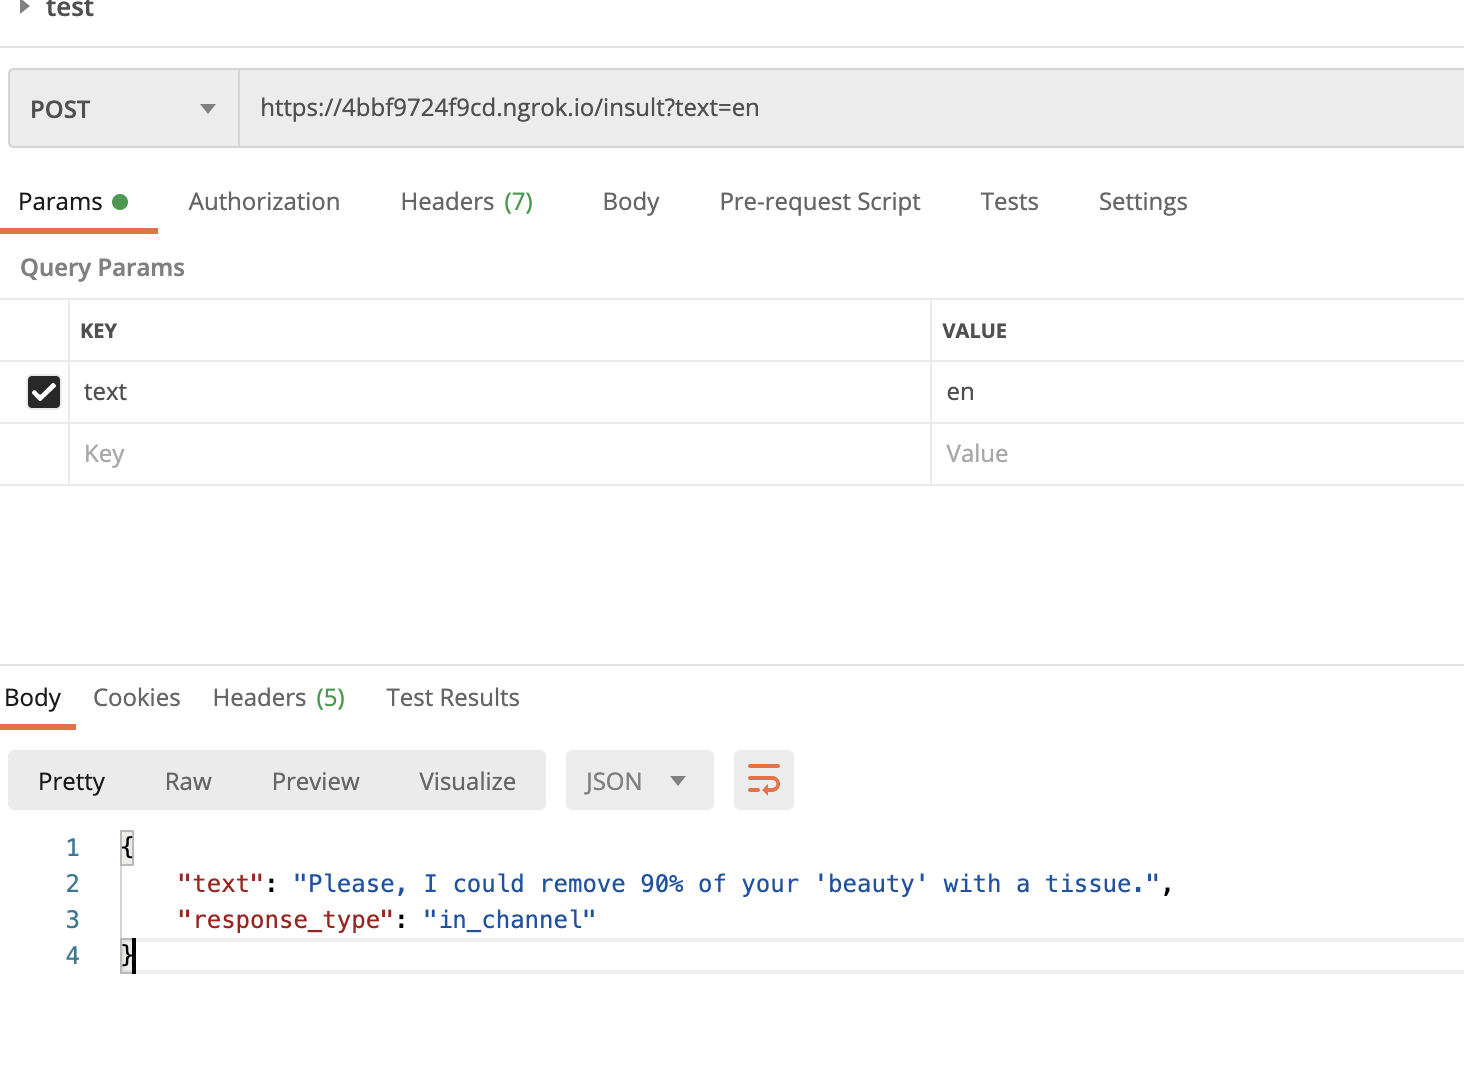 test
POST https://4bbf9724f9cd.ngrok.io/insult?text=en
Params Authorization Headers (7) Body Pre-request Script Tests Settings
Query Params
KEY VALUE
text en
Key Value
Body Cookies Headers (5) Test Results
Pretty Raw Preview Visualize JSON
1 {
2 "text": "Please, I could remove 90% of your 'beauty' with a tissue.",
3 "response_type": "in_channel"
4 }